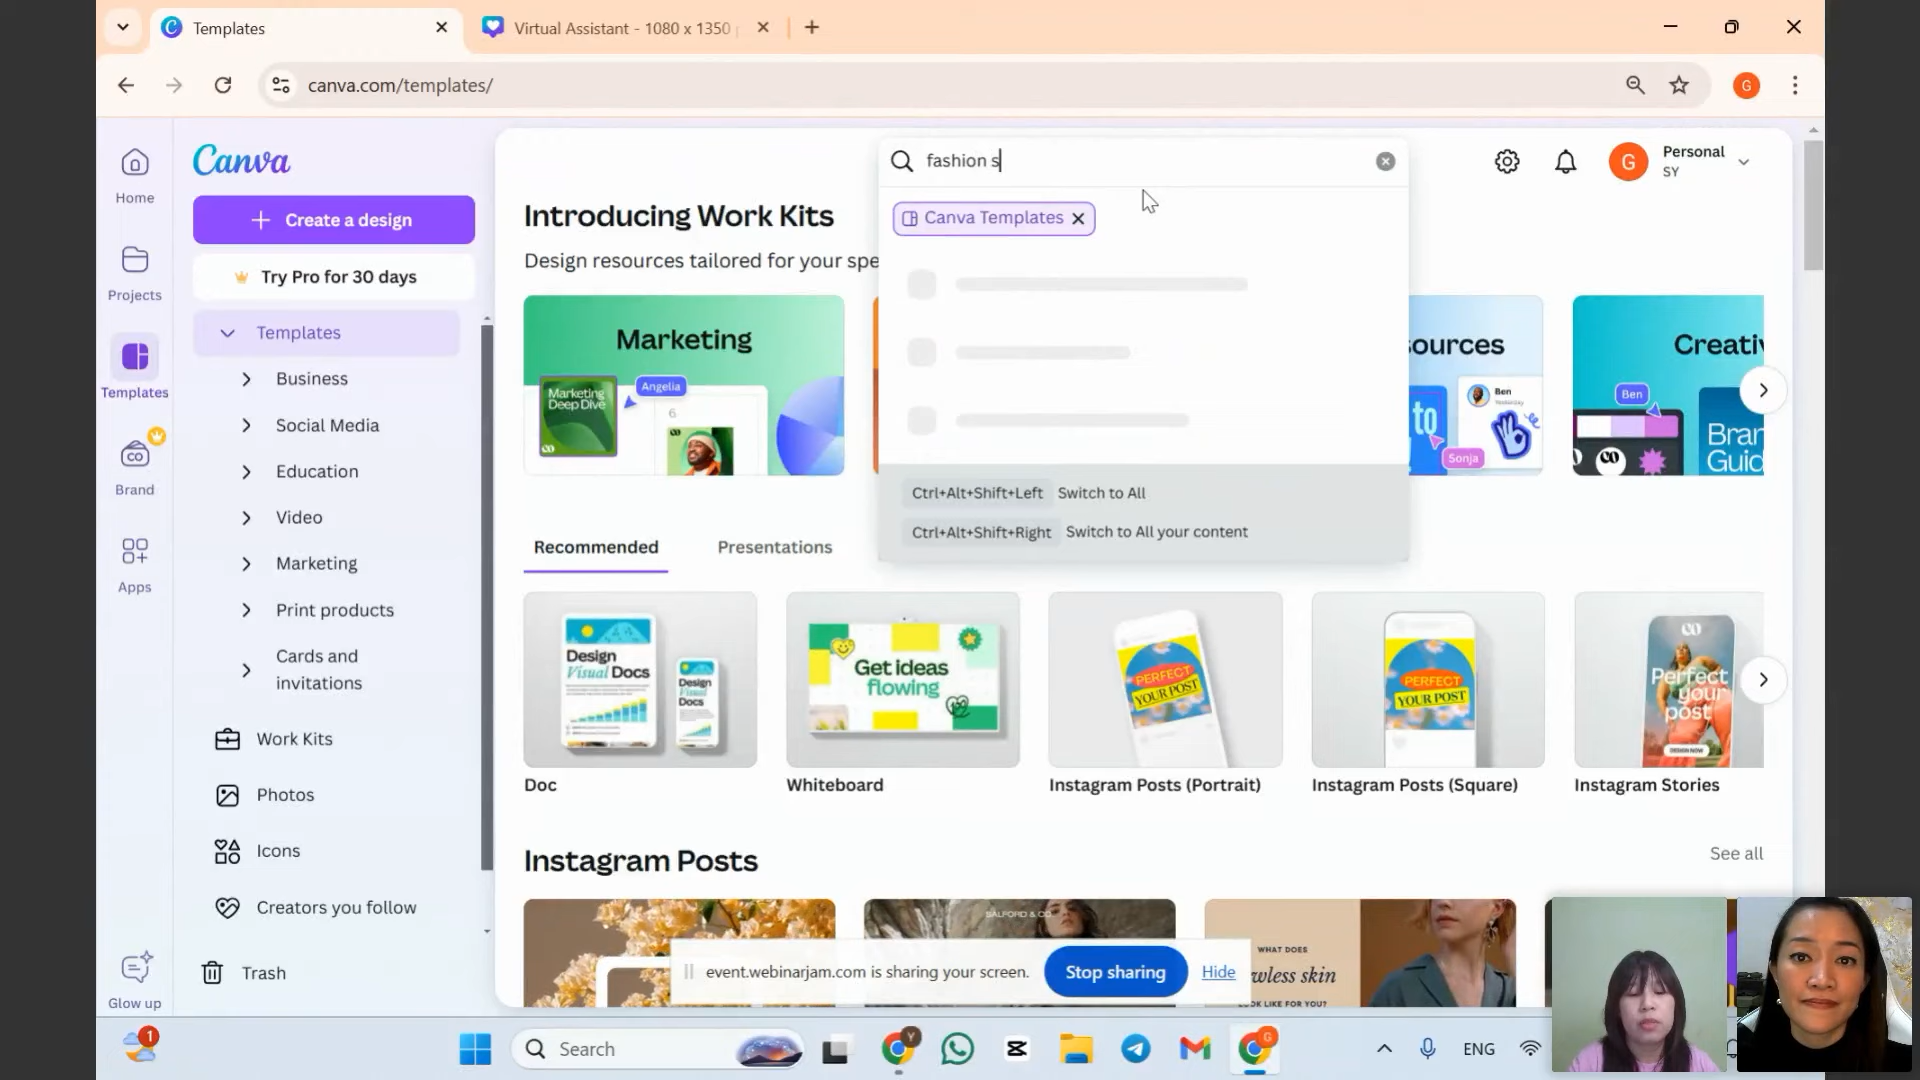 Templates
Virtual Assistant - 1080 x 1350
canva.com/templates/
G
Canva
Create a design
Try Pro for 30 days
Templates
Business
Social Media
Education
Video
Marketing
Print products
Cards and
invitations
Work Kits
Photos
Icons
Creators you follow
Trash
Home
Projects
Templates
Brand
Apps
Glow up
fashion s
Canva Templates
Ctrl+Alt+Shift+Left Switch to All
Ctrl+Alt+Shift+Right Switch to All your content
G
Personal
SY
Introducing Work Kits
Design resources tailored for your spe
Marketing
Marketing
Deep Dive
Angelia
6
ources
to
Ben
Yesterday
Sonja
Creativ
Ben
Bran
Guid
Recommended
Presentations
Design
Visual Docs
Design
Visual
Docs
Doc
Get ideas
flowing
Whiteboard
PERFECT
YOUR POST
Instagram Posts (Portrait)
PERFECT
YOUR POST
Instagram Posts (Square)
CO
Perfect
your
post
DESIGN NOW
Instagram Stories
Instagram Posts
See all
SALFORD & CO.
WHAT DOES
wless skin
LOOK LIKE FOR YOU?
event.webinarjam.com is sharing your screen.
Stop sharing
Hide
1
Search
Y
G
ENG